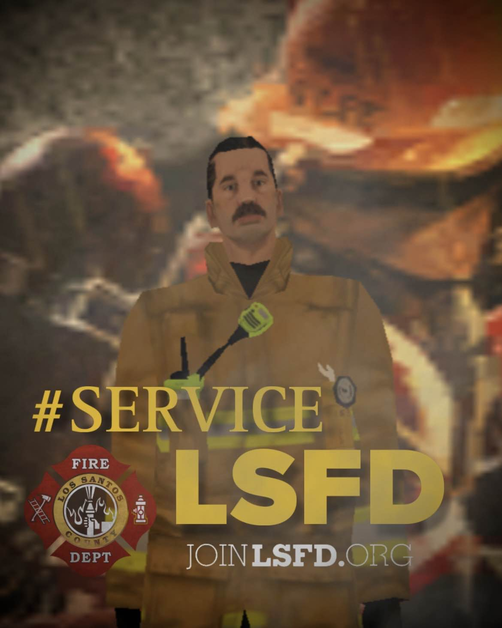 #SERVICE
LSFD
FIRE
LOS SANTOS
COUNTY
DEPT
JOINLSFD.ORG